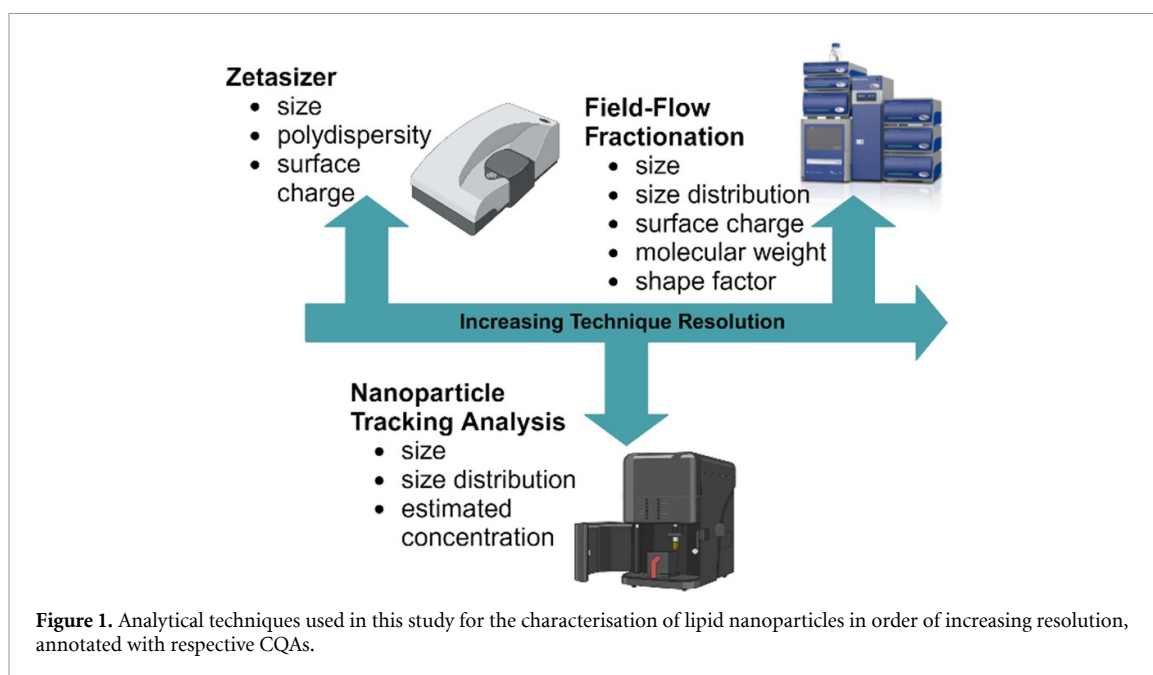 Zetasizer
• size
• polydispersity
• surface
charge
Field-Flow
Fractionation
• size
• size distribution
• surface charge
• molecular weight
• shape factor
Increasing Technique Resolution
Nanoparticle
Tracking Analysis
• size
• size distribution
• estimated
concentration
Figure 1. Analytical techniques used in this study for the characterisation of lipid nanoparticles in order of increasing resolution,
annotated with respective CQAs.